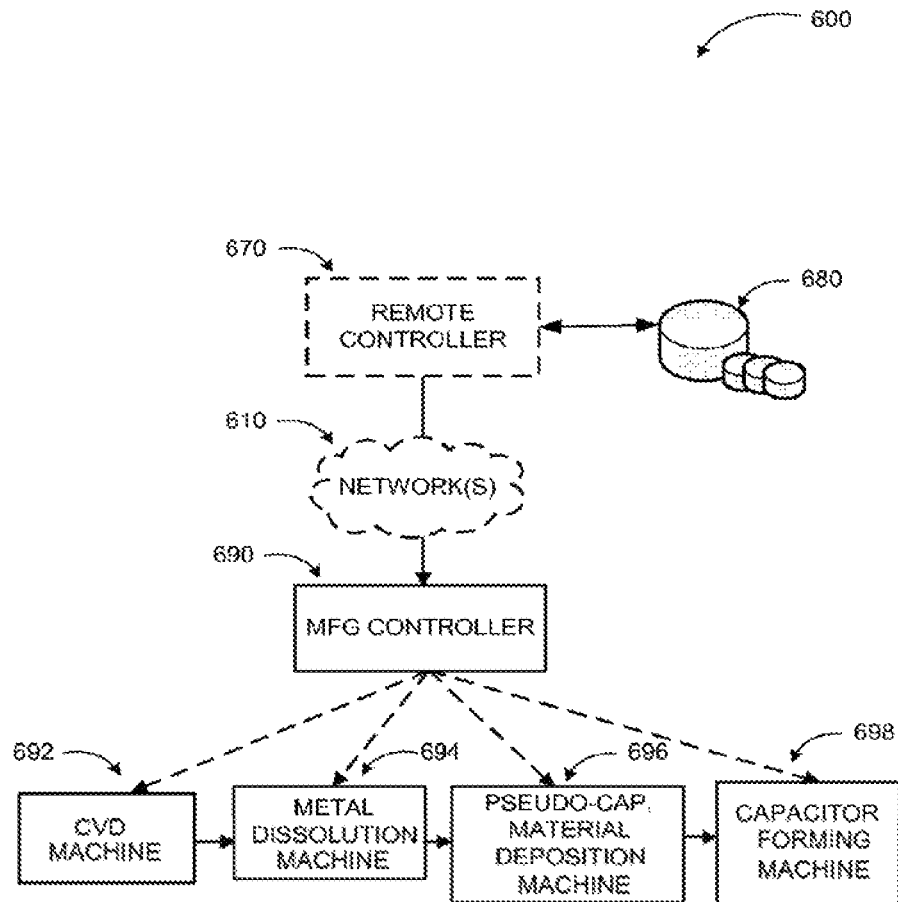 600
670
REMOTE
CONTROLLER
680
610
NETWORK(S)
690
MFG CONTROLLER
692
694
696
698
CVD
MACHINE
METAL
DISSOLUTION
MACHINE
PSEUDO-CAP.
MATERIAL
DEPOSITION
MACHINE
CAPACITOR
FORMING
MACHINE